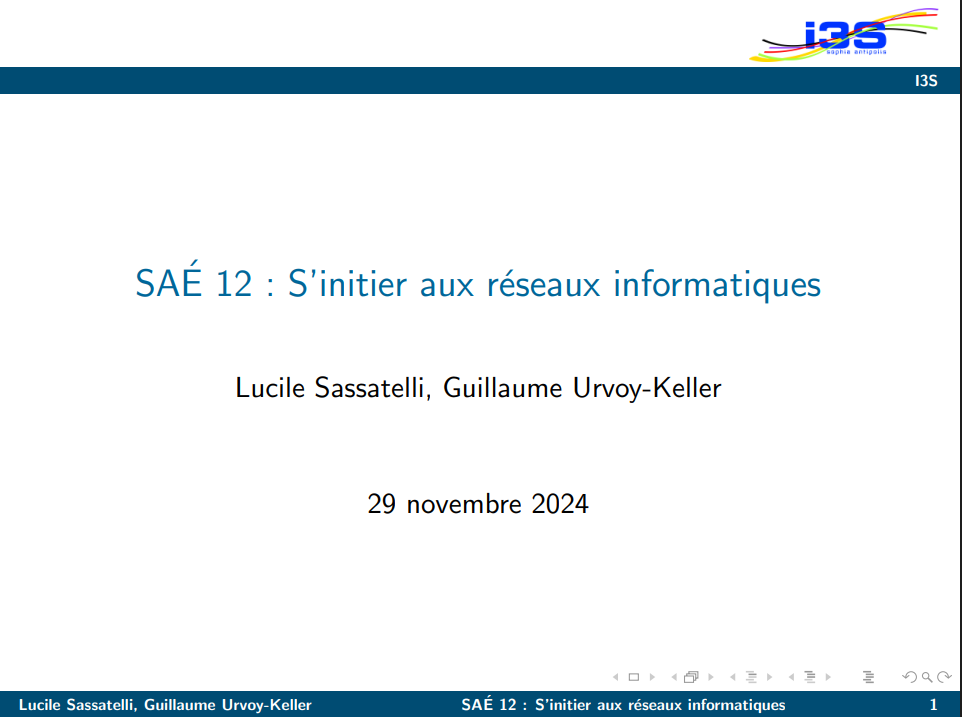 i3S
sophia antipolis
I3S
SAÉ 12 : S'initier aux réseaux informatiques
Lucile Sassatelli, Guillaume Urvoy-Keller
29 novembre 2024
Lucile Sassatelli, Guillaume Urvoy-Keller SAÉ 12 : S'initier aux réseaux informatiques 1